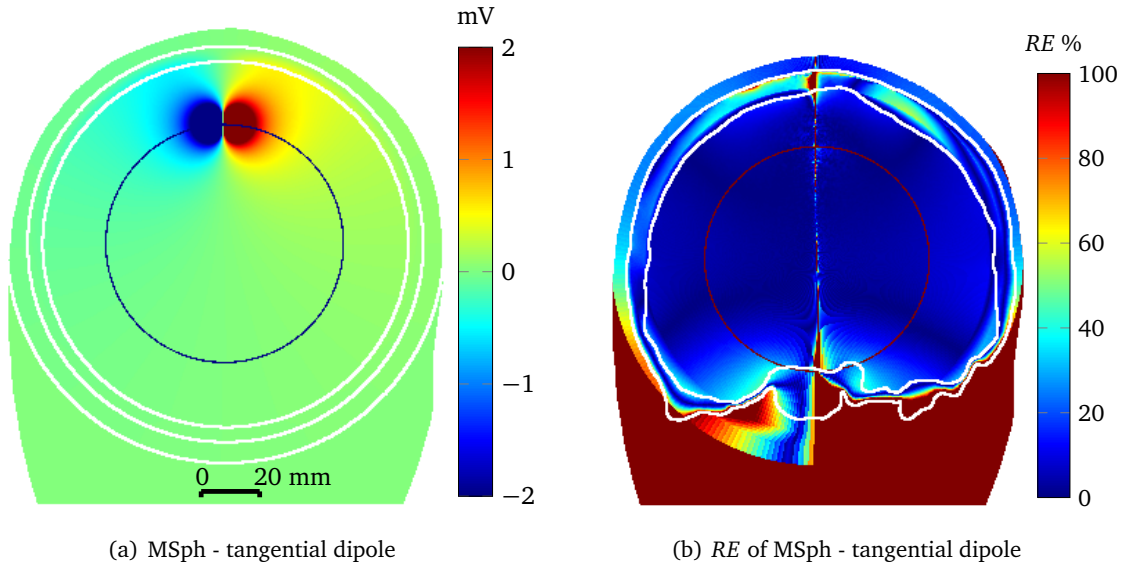 mV
2
1
0
−1
−2
0 20 mm
(a) MSph - tangential dipole
RE %
100
80
60
40
20
0
(b) RE of MSph - tangential dipole